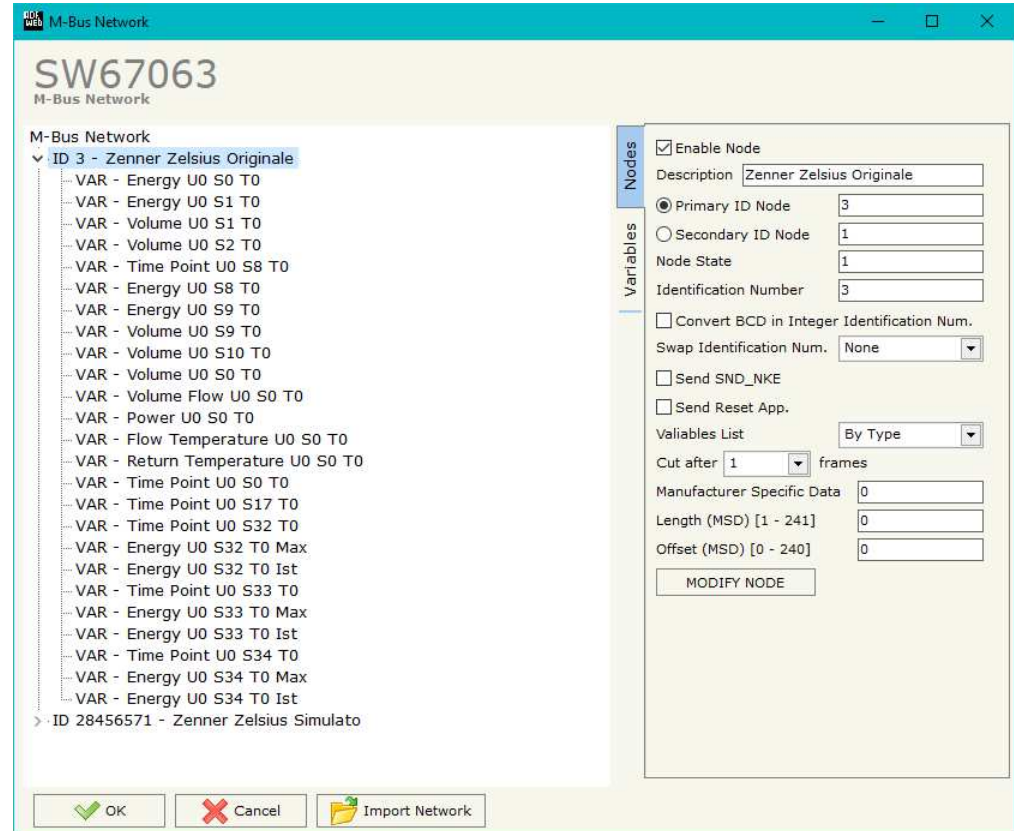 ADF
WEB M-Bus Network
SW67063
M-Bus Network
M-Bus Network
ID 3 - Zenner Zelsius Originale
VAR - Energy U0 S0 T0
VAR - Energy U0 S1 T0
VAR - Volume U0 S1 T0
VAR - Volume U0 S2 T0
VAR - Time Point U0 S8 T0
VAR - Energy U0 S8 T0
VAR - Energy U0 S9 T0
VAR - Volume U0 S9 T0
VAR - Volume U0 S10 T0
VAR - Volume U0 S0 T0
VAR - Volume Flow U0 S0 T0
VAR - Power U0 S0 T0
VAR - Flow Temperature U0 S0 T0
VAR - Return Temperature U0 S0 T0
VAR - Time Point U0 S0 T0
VAR - Time Point U0 S17 T0
VAR - Time Point U0 S32 T0
VAR - Energy U0 S32 T0 Max
VAR - Energy U0 S32 T0 Ist
VAR - Time Point U0 S33 T0
VAR - Energy U0 S33 T0 Max
VAR - Energy U0 S33 T0 Ist
VAR - Time Point U0 S34 T0
VAR - Energy U0 S34 T0 Max
VAR - Energy U0 S34 T0 Ist
ID 28456571 - Zenner Zelsius Simulato
Nodes
Variables
Enable Node
Description Zenner Zelsius Originale
Primary ID Node 3
Secondary ID Node 1
Node State 1
Identification Number 3
Convert BCD in Integer Identification Num.
Swap Identification Num. None
Send SND_NKE
Send Reset App.
Valiables List By Type
Cut after 1 frames
Manufacturer Specific Data 0
Length (MSD) [1 - 241] 0
Offset (MSD) [0 - 240] 0
MODIFY NODE
OK Cancel Import Network